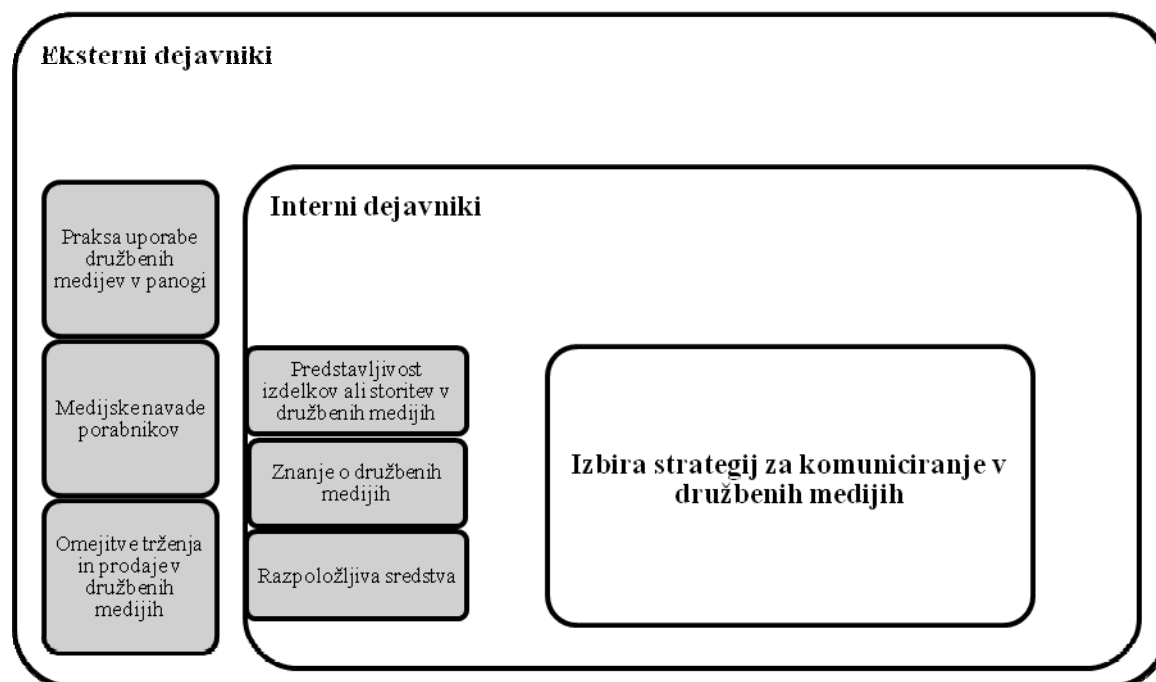 Eksterni dejavniki
Interni dejavniki
Praksa uporabe
družbenih
medijev v panogi
Medijske navade
porabnikov
Omejitve trženja
in prodaje v
družbenih
medijih
Predstavljivost
izdelkov ali storitev v
družbenih medijih
Znanje o družbenih
medijih
Razpoložljiva sredstva
Izbira strategij za komuniciranje v
družbenih medijih